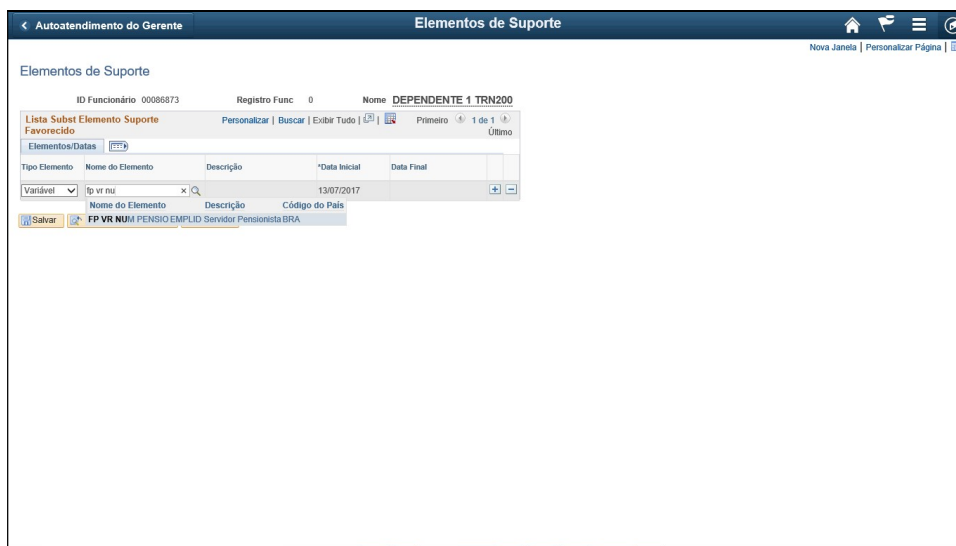 Autoatendimento do Gerente
Elementos de Suporte
Nova Janela | Personalizar Página |
Elementos de Suporte
ID Funcionário 00086873 Registro Func 0 Nome DEPENDENTE 1 TRN200
Lista Subst Elemento Suporte Favorecido
Personalizar | Buscar | Exibir Tudo | | Primeiro 1 de 1 Último
Elementos/Datas
Tipo Elemento Nome do Elemento Descrição *Data Inicial Data Final
Variável fp vr nu × 13/07/2017 + −
Nome do Elemento Descrição Código do País
FP VR NUM PENSIO EMPLID Servidor Pensionista BRA
Salvar